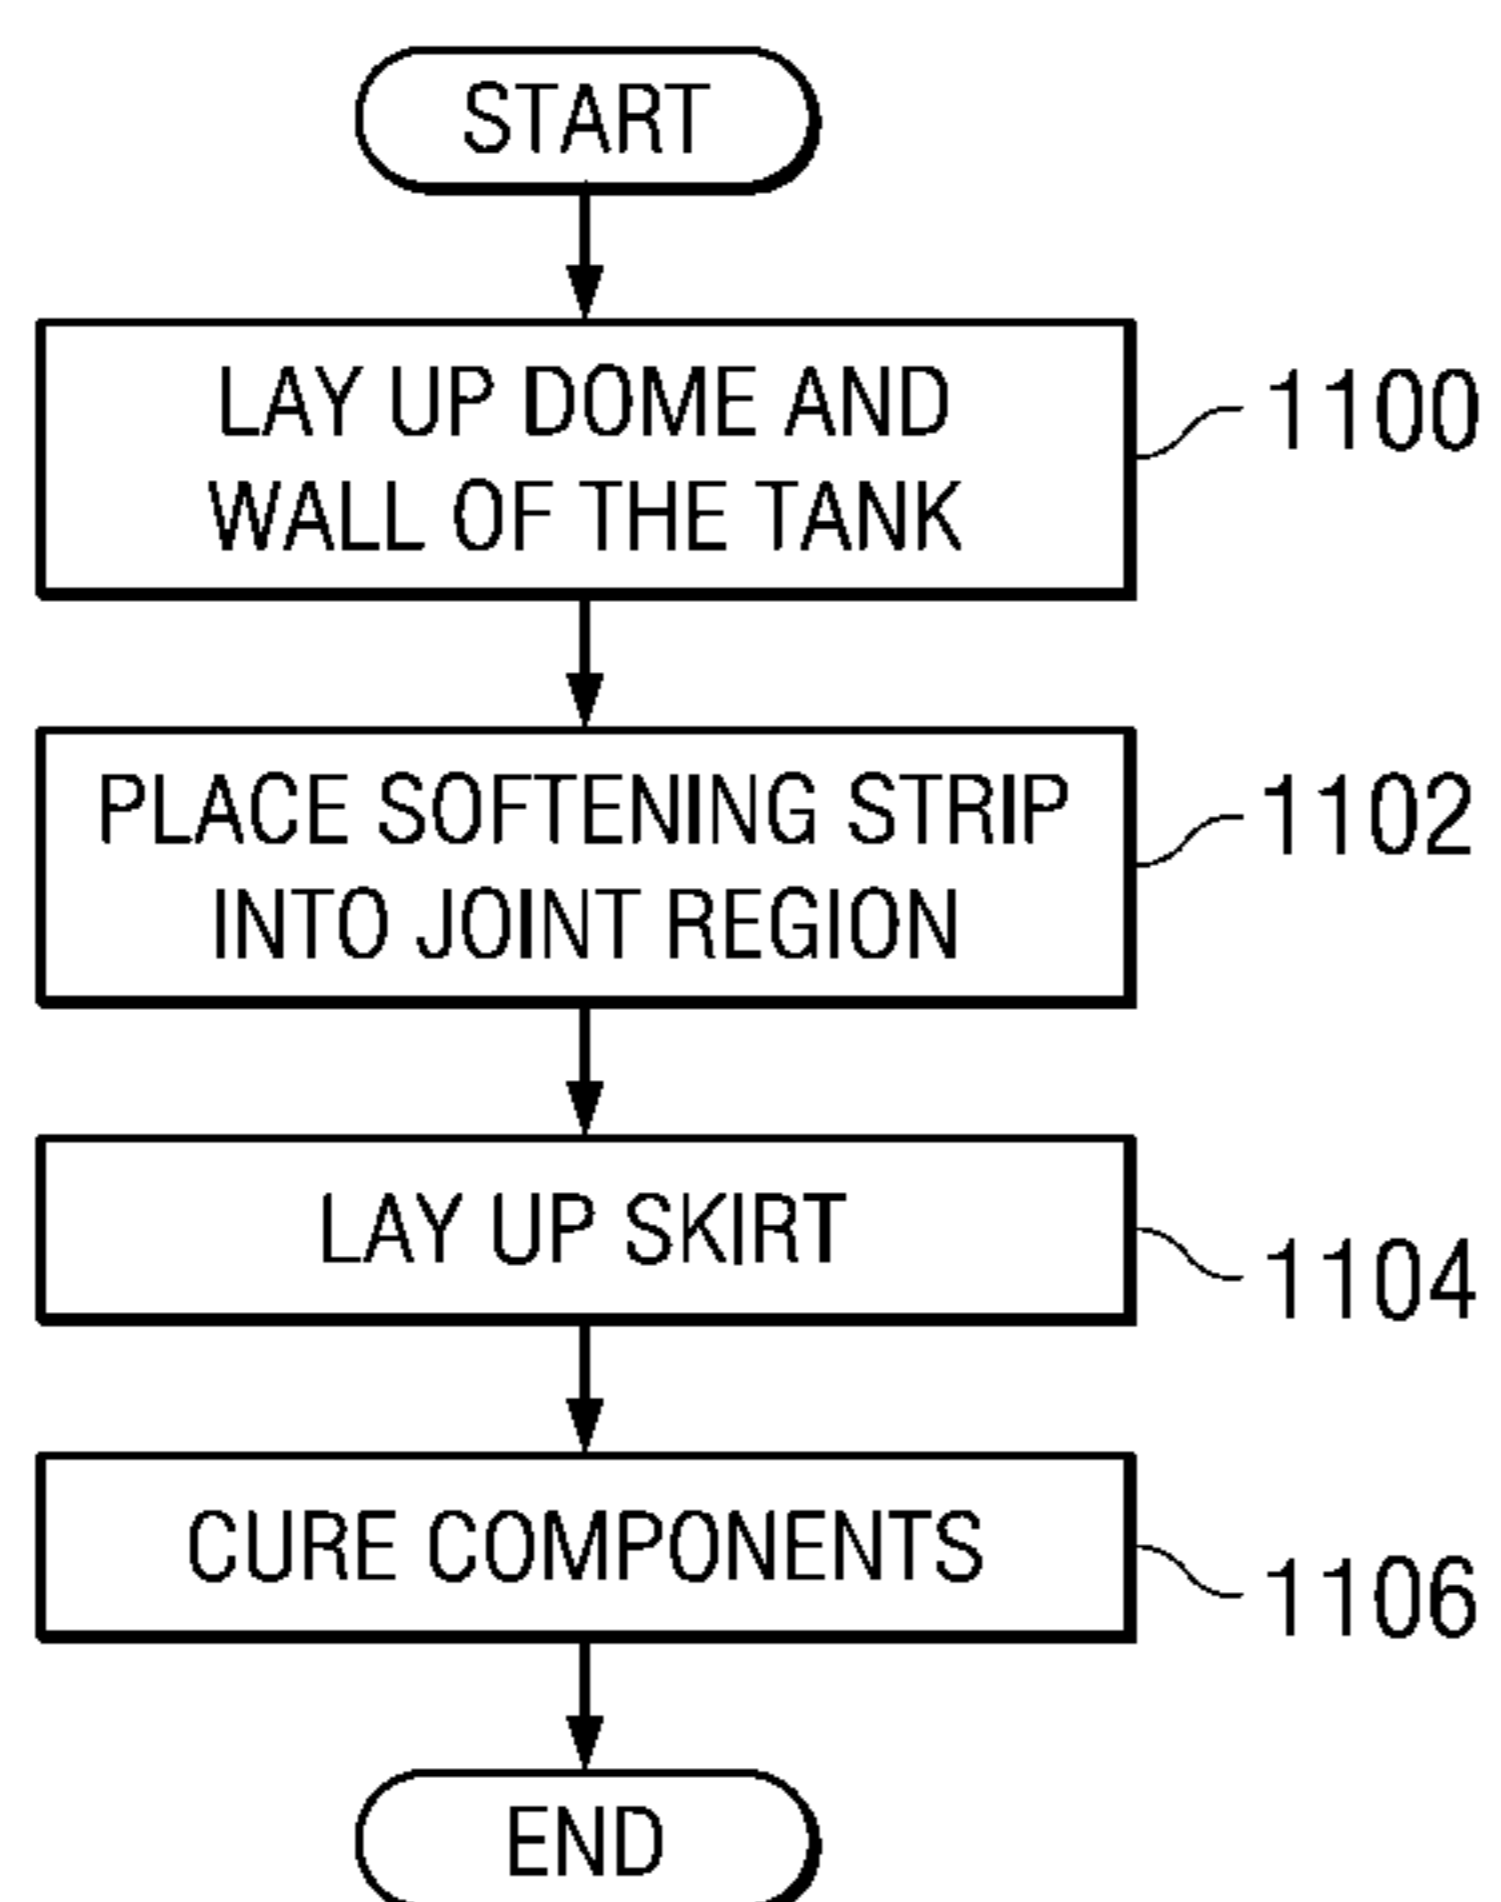 START
LAY UP DOME AND
WALL OF THE TANK
1100
PLACE SOFTENING STRIP
INTO JOINT REGION
1102
LAY UP SKIRT
1104
CURE COMPONENTS
1106
END